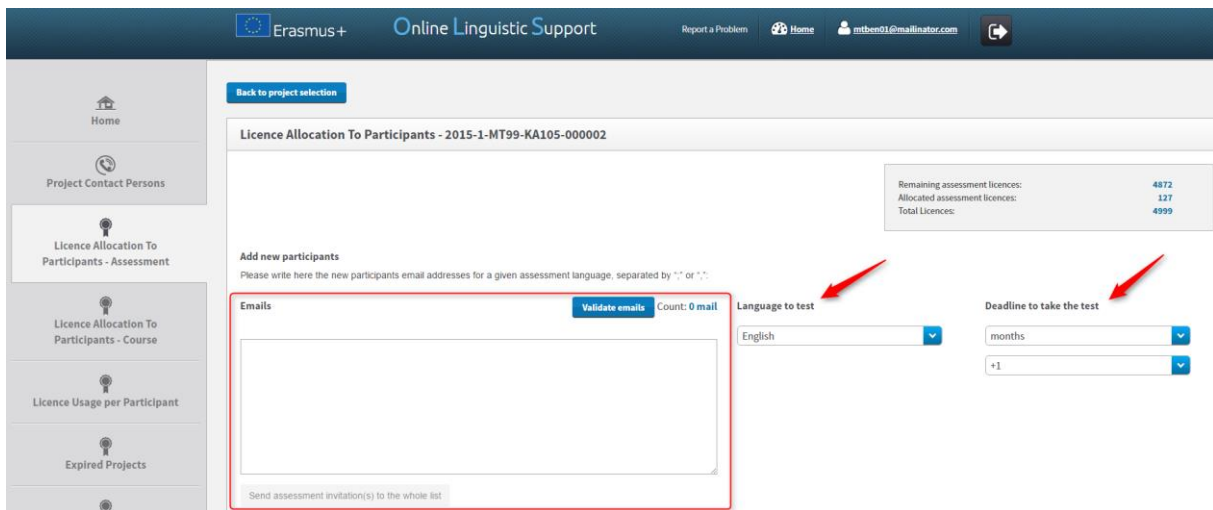 Erasmus+ Online Linguistic Support Report a Problem Home mtben01@mailinator.com
Home
Project Contact Persons
Licence Allocation To
Participants - Assessment
Licence Allocation To
Participants - Course
Licence Usage per Participant
Expired Projects
Back to project selection
Licence Allocation To Participants - 2015-1-MT99-KA105-000002
Remaining assessment licences: 4872
Allocated assessment licences: 127
Total Licences: 4999
Add new participants
Please write here the new participants email addresses for a given assessment language, separated by ";" or ",":
Emails Validate emails Count: 0 mail
Send assessment invitation(s) to the whole list
Language to test
English
Deadline to take the test
months
+1